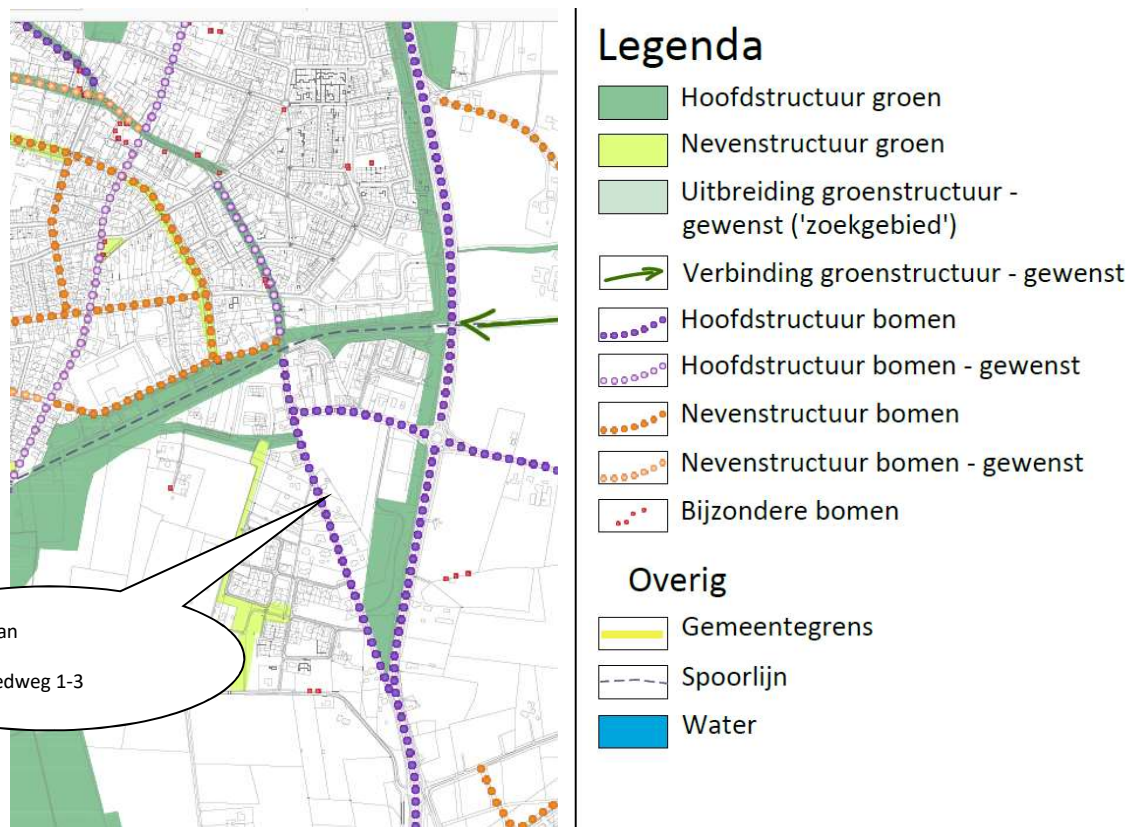 an
edweg 1-3
Legenda
Hoofdstructuur groen
Nevenstructuur groen
Uitbreiding groenstructuur -
gewenst ('zoekgebied')
Verbinding groenstructuur - gewenst
Hoofdstructuur bomen
Hoofdstructuur bomen - gewenst
Nevenstructuur bomen
Nevenstructuur bomen - gewenst
Bijzondere bomen
Overig
Gemeentegrens
Spoorlijn
Water